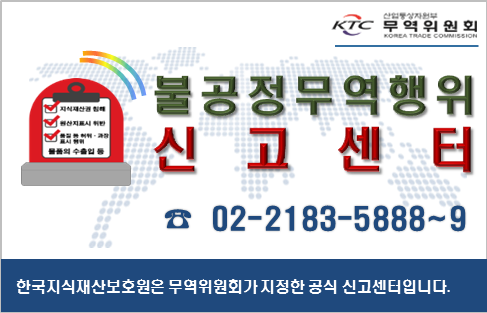 KTC 산업통상자원부
무역위원회
KOREA TRADE COMMISSION
불공정무역행위
신고센터
지식재산권 침해
원산지표시 위반
품질 등 허위·과장
표시 행위
물품의 수출입 등
☎ 02-2183-5888~9
한국지식재산보호원은 무역위원회가 지정한 공식 신고센터입니다.